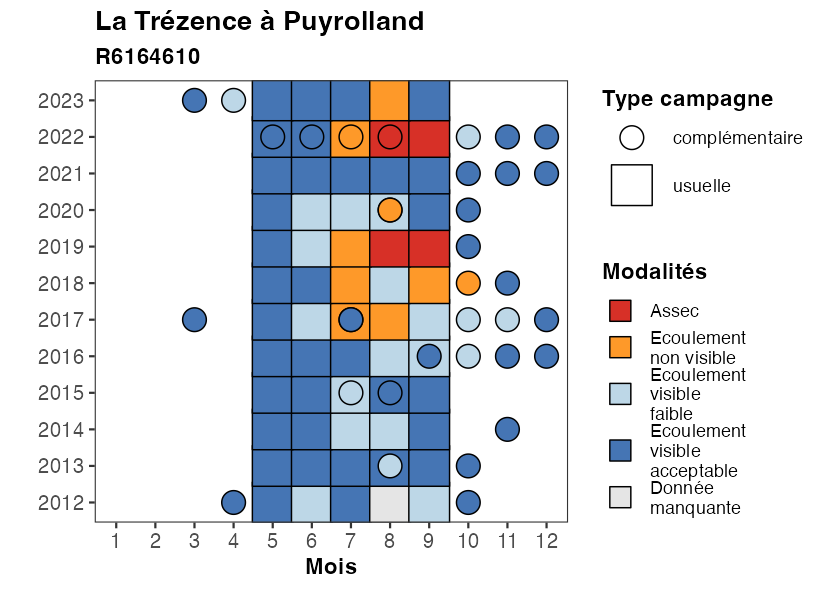 La Trézence à Puyrolland
R6164610
2023
2022
2021
2020
2019
2018
2017
2016
2015
2014
2013
2012
1 2 3 4 5 6 7 8 9 10 11 12
Mois
Type campagne
complémentaire
usuelle
Modalités
Assec
Ecoulement
non visible
Ecoulement
visible
faible
Ecoulement
visible
acceptable
Donnée
manquante